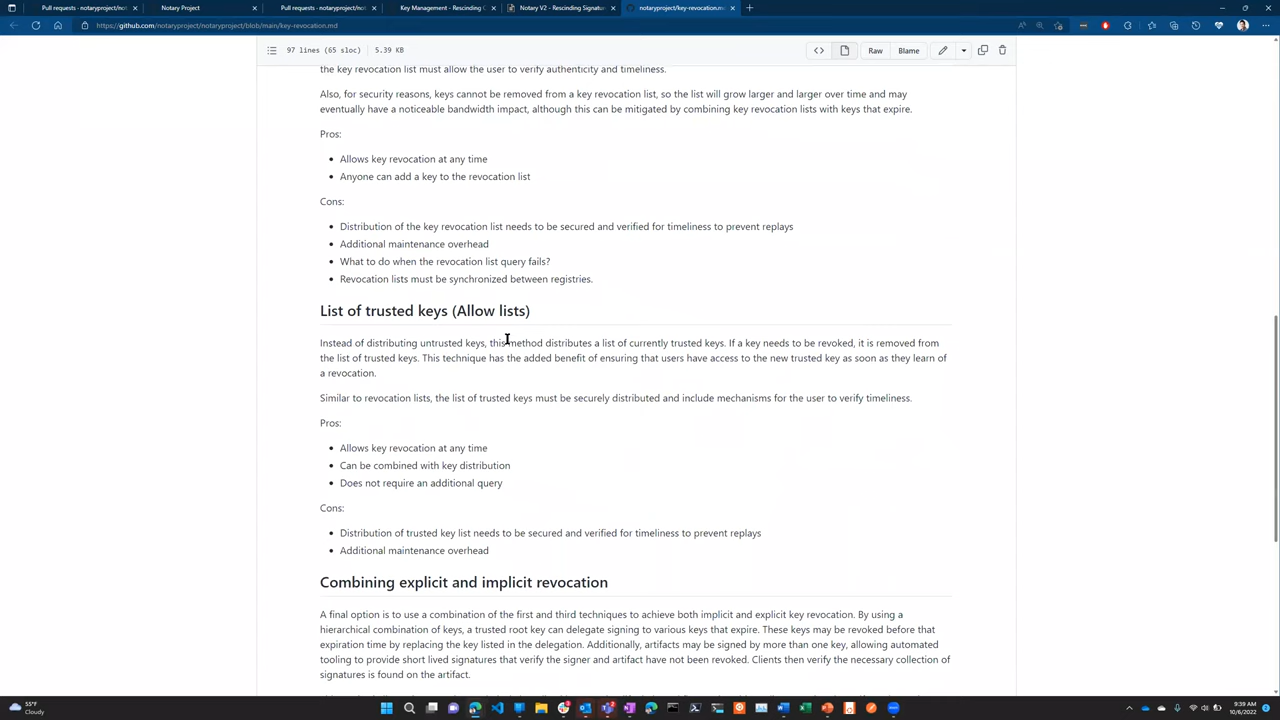 Pull requests · notaryproject/not
Notary Project
Pull requests · notaryproject/not
Key Management - Rescinding
Notary V2 - Rescinding Signatur
notaryproject/key-revocation.md
https://github.com/notaryproject/notaryproject/blob/main/key-revocation.md
97 lines (65 sloc) 5.39 KB
Raw Blame
the key revocation list must allow the user to verify authenticity and timeliness.
Also, for security reasons, keys cannot be removed from a key revocation list, so the list will grow larger and larger over time and may
eventually have a noticeable bandwidth impact, although this can be mitigated by combining key revocation lists with keys that expire.
Pros:
• Allows key revocation at any time
• Anyone can add a key to the revocation list
Cons:
• Distribution of the key revocation list needs to be secured and verified for timeliness to prevent replays
• Additional maintenance overhead
• What to do when the revocation list query fails?
• Revocation lists must be synchronized between registries.
List of trusted keys (Allow lists)
Instead of distributing untrusted keys, this method distributes a list of currently trusted keys. If a key needs to be revoked, it is removed from
the list of trusted keys. This technique has the added benefit of ensuring that users have access to the new trusted key as soon as they learn of
a revocation.
Similar to revocation lists, the list of trusted keys must be securely distributed and include mechanisms for the user to verify timeliness.
Pros:
• Allows key revocation at any time
• Can be combined with key distribution
• Does not require an additional query
Cons:
• Distribution of trusted key list needs to be secured and verified for timeliness to prevent replays
• Additional maintenance overhead
Combining explicit and implicit revocation
A final option is to use a combination of the first and third techniques to achieve both implicit and explicit key revocation. By using a
hierarchical combination of keys, a trusted root key can delegate signing to various keys that expire. These keys may be revoked before that
expiration time by replacing the key listed in the delegation. Additionally, artifacts may be signed by more than one key, allowing automated
tooling to provide short lived signatures that verify the signer and artifact have not been revoked. Clients then verify the necessary collection of
signatures is found on the artifact.
55°F
Cloudy
9:39 AM
10/6/2022